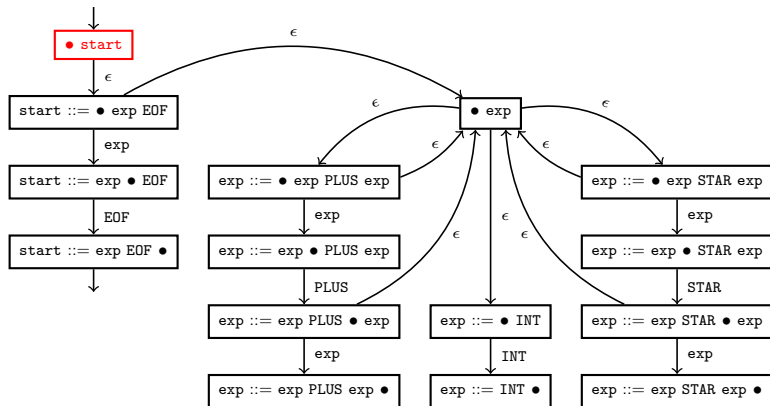 ● start
ϵ
ϵ
start ::= ● exp EOF
● exp
ϵ
ϵ
exp
ϵ
ϵ
start ::= exp ● EOF
exp ::= ● exp PLUS exp
exp ::= ● exp STAR exp
EOF
exp
ϵ
exp
ϵ
ϵ
start ::= exp EOF ●
exp ::= exp ● PLUS exp
exp ::= exp ● STAR exp
PLUS
STAR
exp ::= exp PLUS ● exp
exp ::= ● INT
exp ::= exp STAR ● exp
exp
INT
exp
exp ::= exp PLUS exp ●
exp ::= INT ●
exp ::= exp STAR exp ●